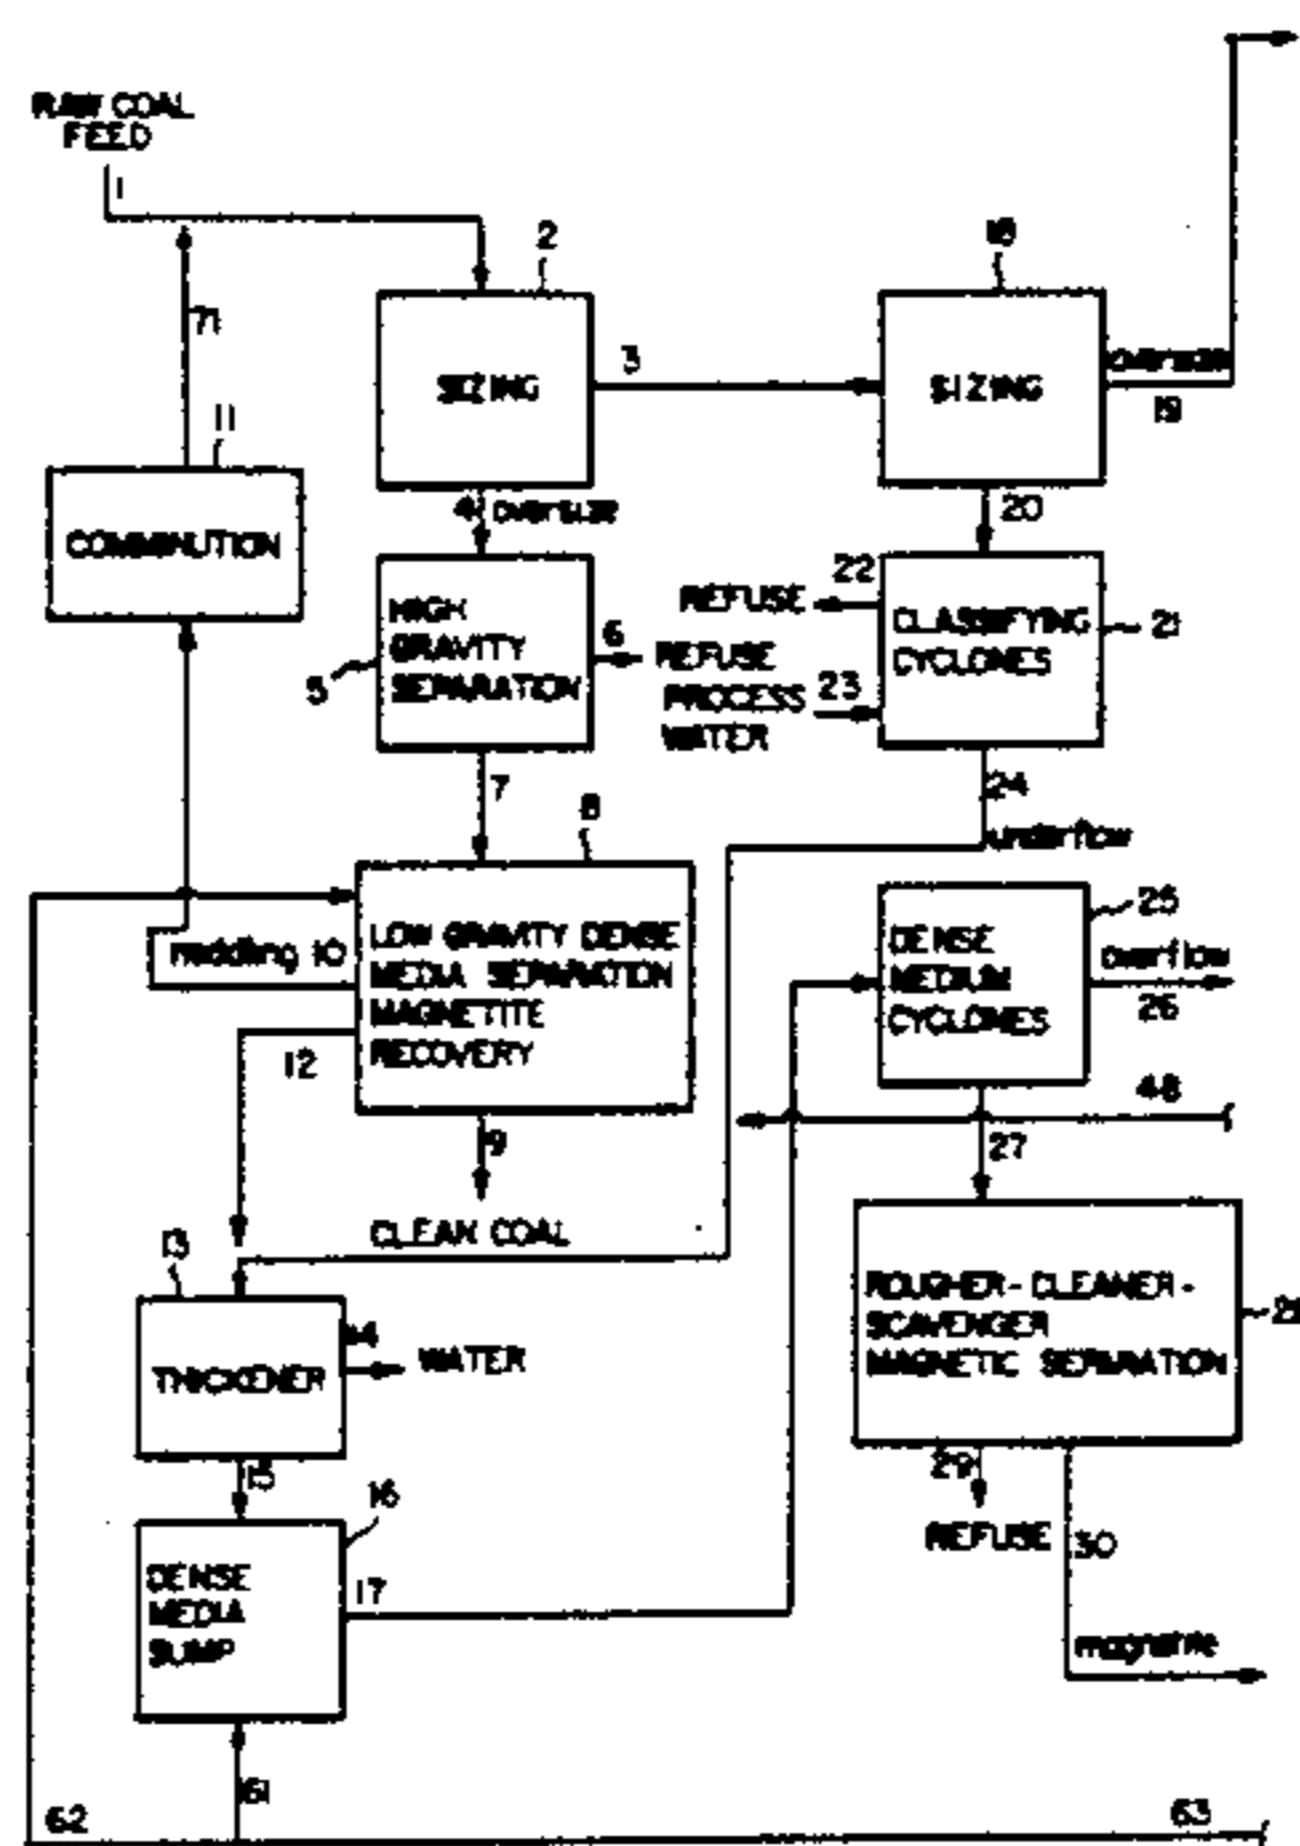 RAW COAL
FEED
1
2
18
71
3
SIZING
SIZING
oversize
19
11
4
oversize
20
COMMINUTION
22
REFUSE
HIGH
GRAVITY
SEPARATION
5
6
REFUSE
PROCESS
WATER
23
CLASSIFYING
CYCLONES
21
7
8
24
underflow
middling 10
LOW GRAVITY DENSE
MEDIA SEPARATION
MAGNETITE
RECOVERY
DENSE
MEDIUM
CYCLONES
25
overflow
26
12
48
9
27
CLEAN COAL
13
14
WATER
THICKENER
ROUGHER-CLEANER-
SCAVENGER
MAGNETIC SEPARATION
15
16
29
REFUSE
30
DENSE
MEDIA
SUMP
17
magnetite
61
62
63